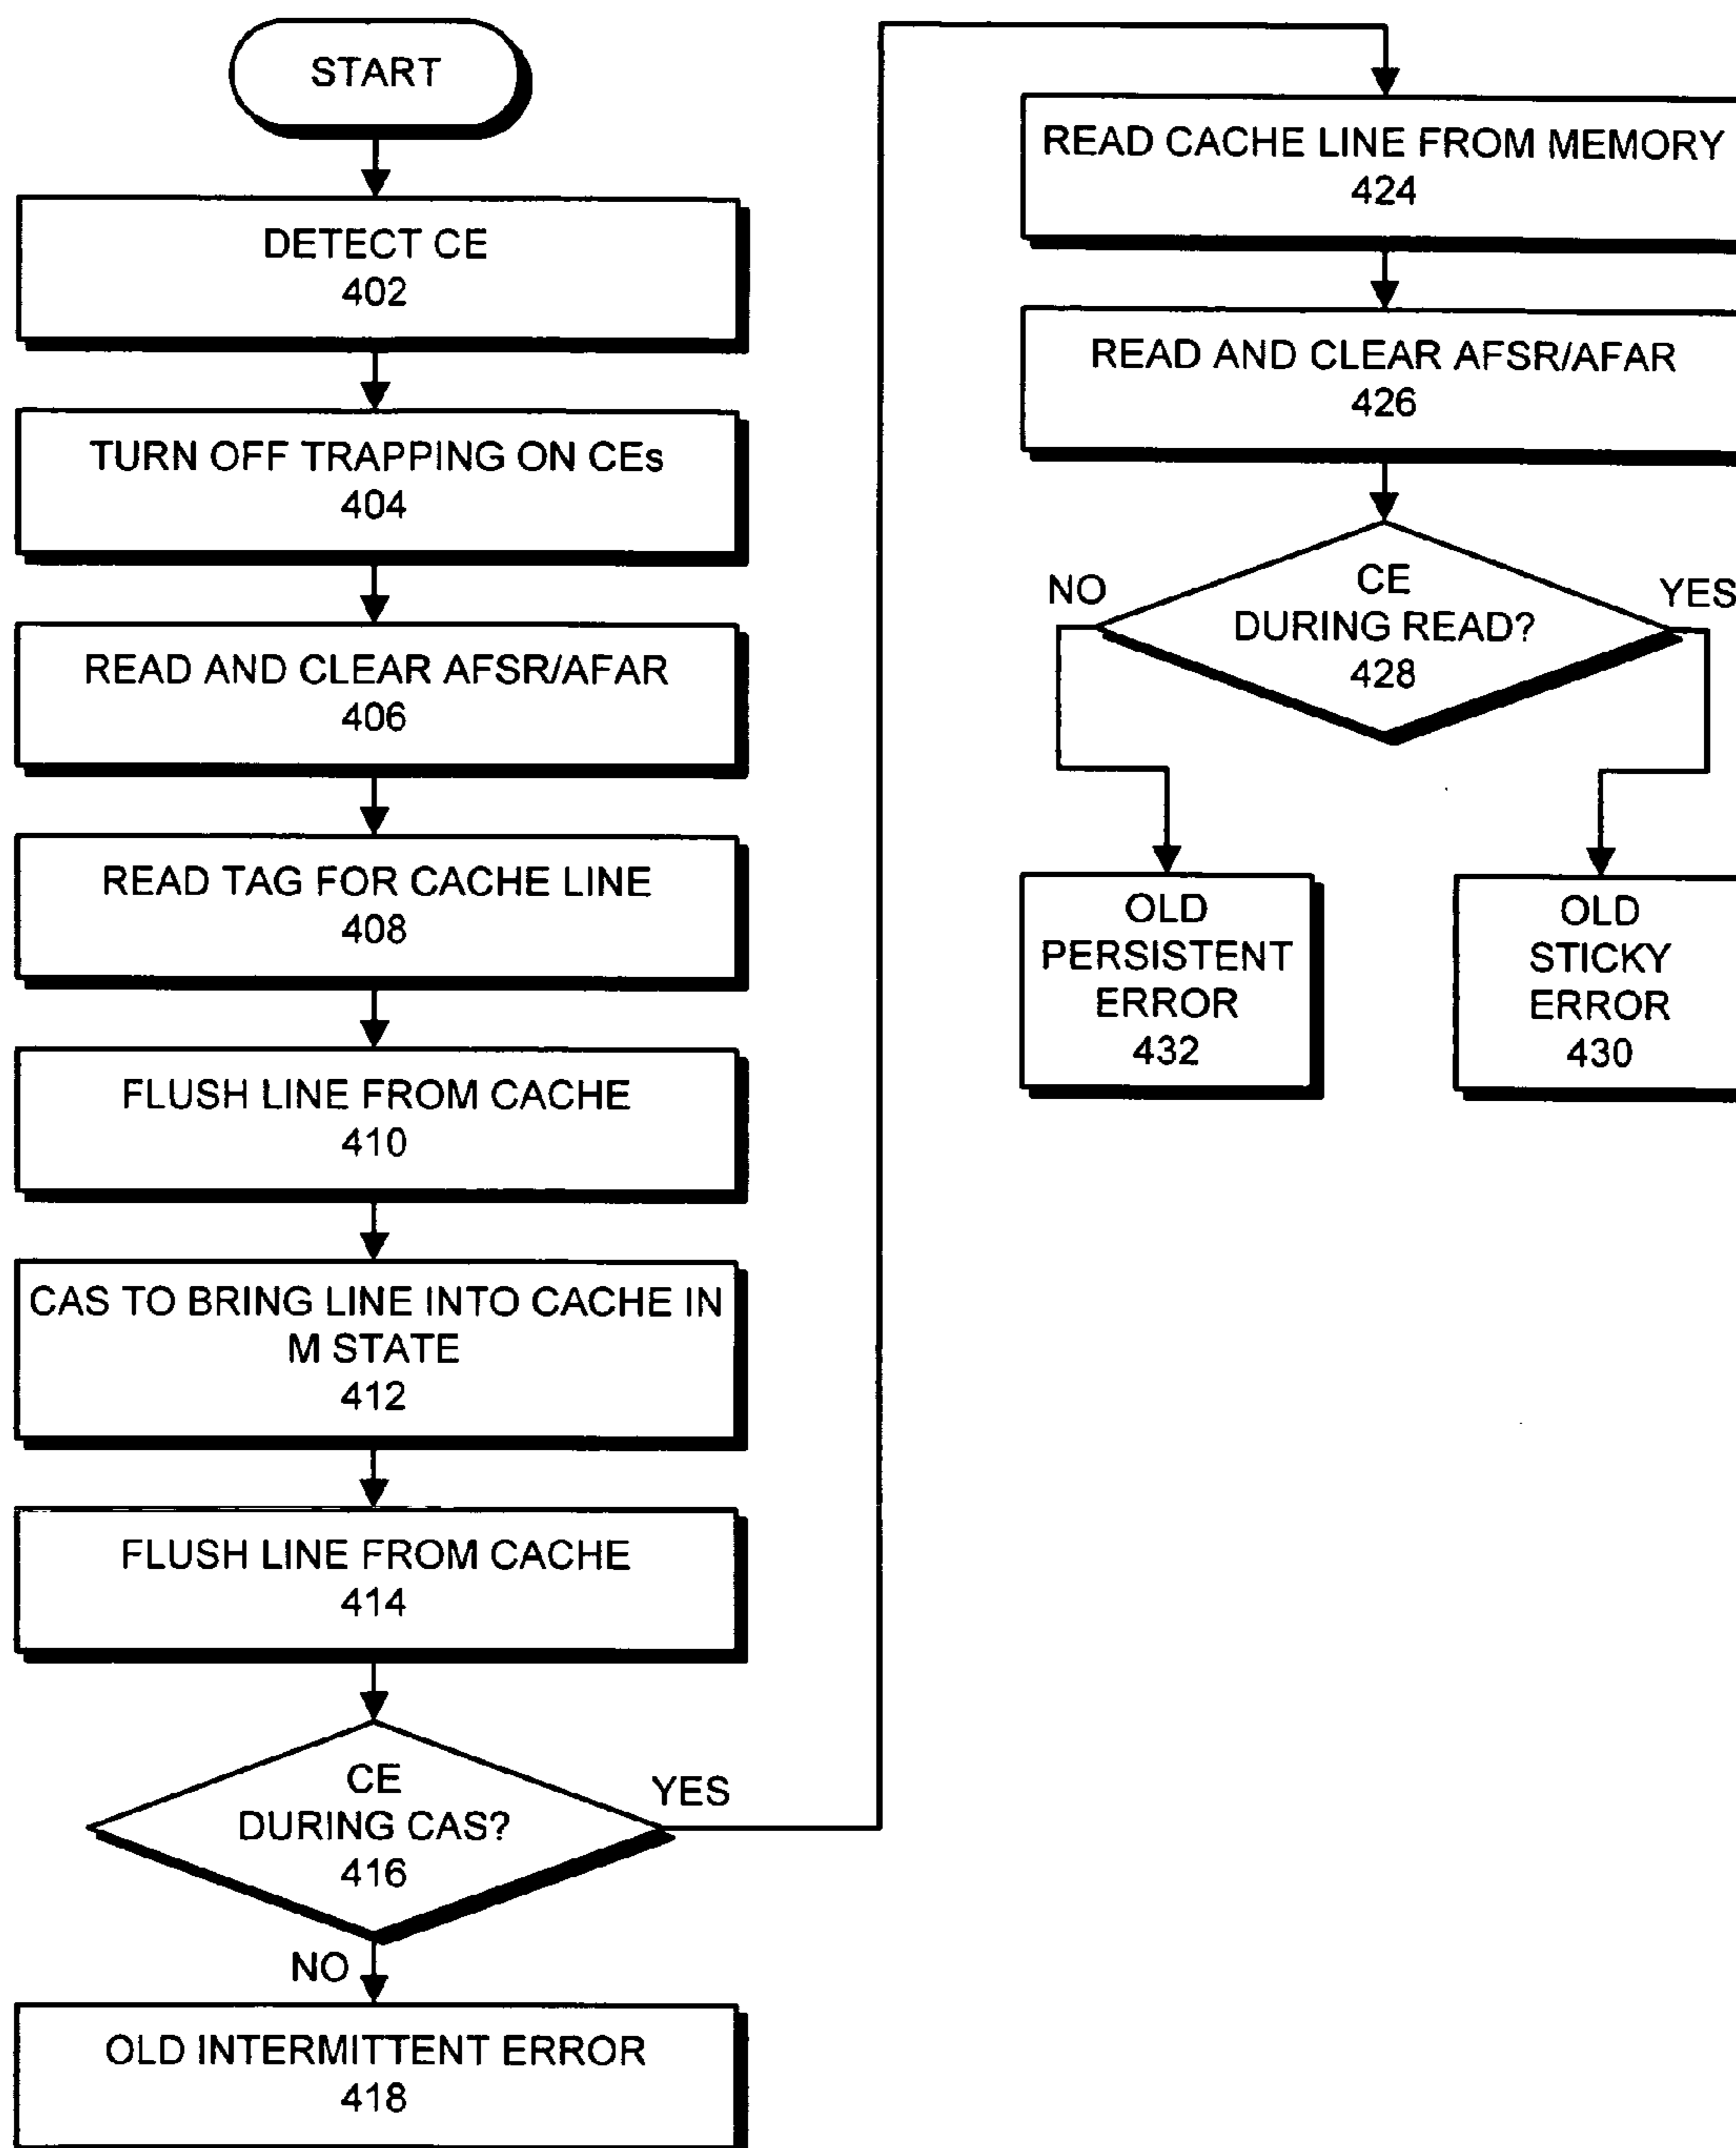 START
DETECT CE
402
TURN OFF TRAPPING ON CEs
404
READ AND CLEAR AFSR/AFAR
406
READ TAG FOR CACHE LINE
408
FLUSH LINE FROM CACHE
410
CAS TO BRING LINE INTO CACHE IN
M STATE
412
FLUSH LINE FROM CACHE
414
CE
DURING CAS?
416
YES
NO
OLD INTERMITTENT ERROR
418
READ CACHE LINE FROM MEMORY
424
READ AND CLEAR AFSR/AFAR
426
CE
DURING READ?
428
NO
YES
OLD
PERSISTENT
ERROR
432
OLD
STICKY
ERROR
430